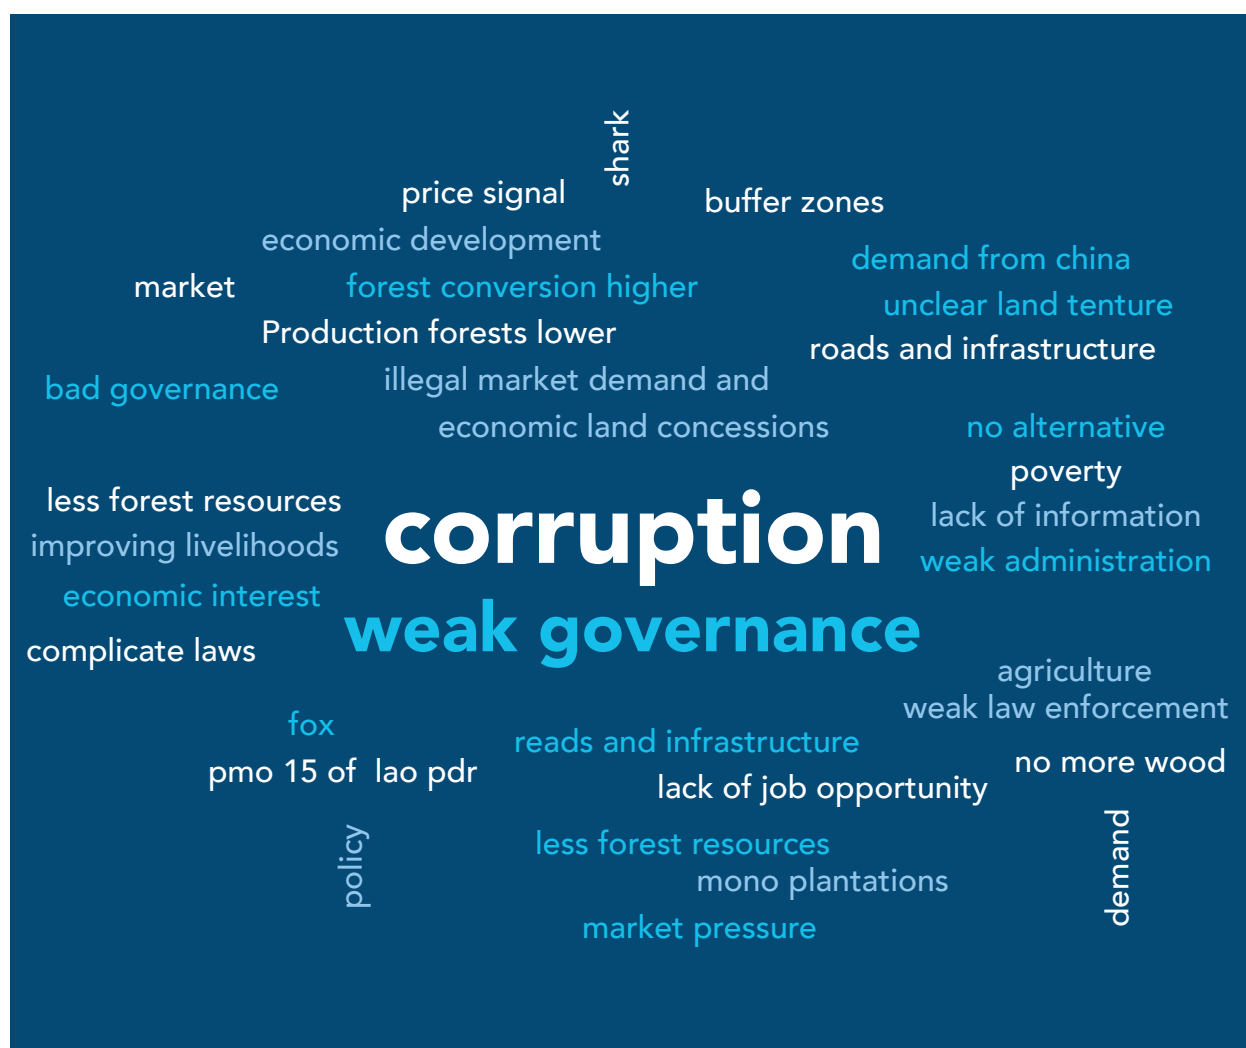 shark
price signal
buffer zones
economic development
demand from china
market
forest conversion higher
unclear land tenture
Production forests lower
roads and infrastructure
bad governance
illegal market demand and
economic land concessions
no alternative
poverty
less forest resources
corruption
lack of information
improving livelihoods
weak administration
economic interest
weak governance
complicate laws
agriculture
weak law enforcement
fox
reads and infrastructure
no more wood
pmo 15 of lao pdr
lack of job opportunity
policy
less forest resources
demand
mono plantations
market pressure